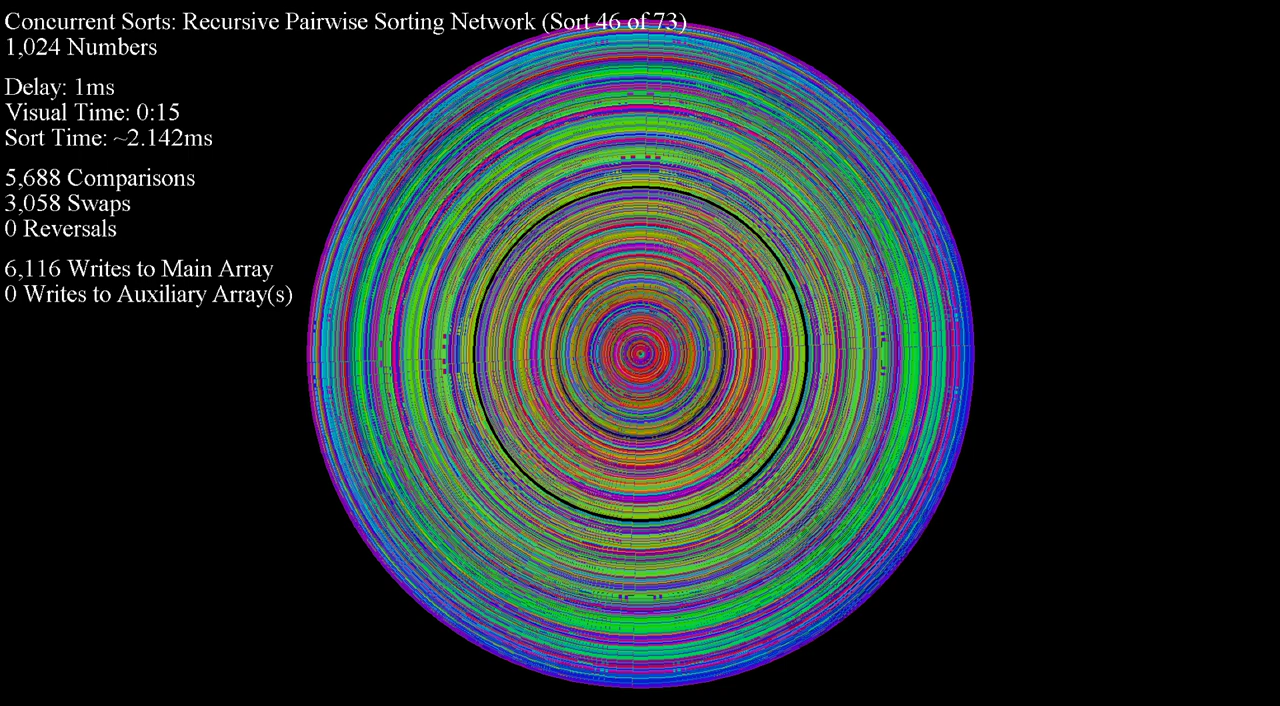 Concurrent Sorts: Recursive Pairwise Sorting Network (Sort 46 of 73)
1,024 Numbers
Delay: 1ms
Visual Time: 0:15
Sort Time: ~2.142ms
5,688 Comparisons
3,058 Swaps
0 Reversals
6,116 Writes to Main Array
0 Writes to Auxiliary Array(s)